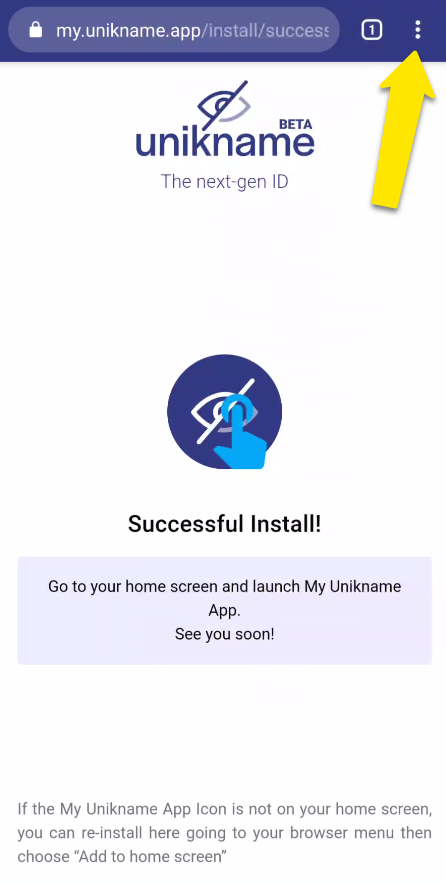 my.unikname.app/install/success
1
BETA
unikname
The next-gen ID
Successful Install!
Go to your home screen and launch My Unikname
App.
See you soon!
If the My Unikname App Icon is not on your home screen,
you can re-install here going to your browser menu then
choose “Add to home screen”